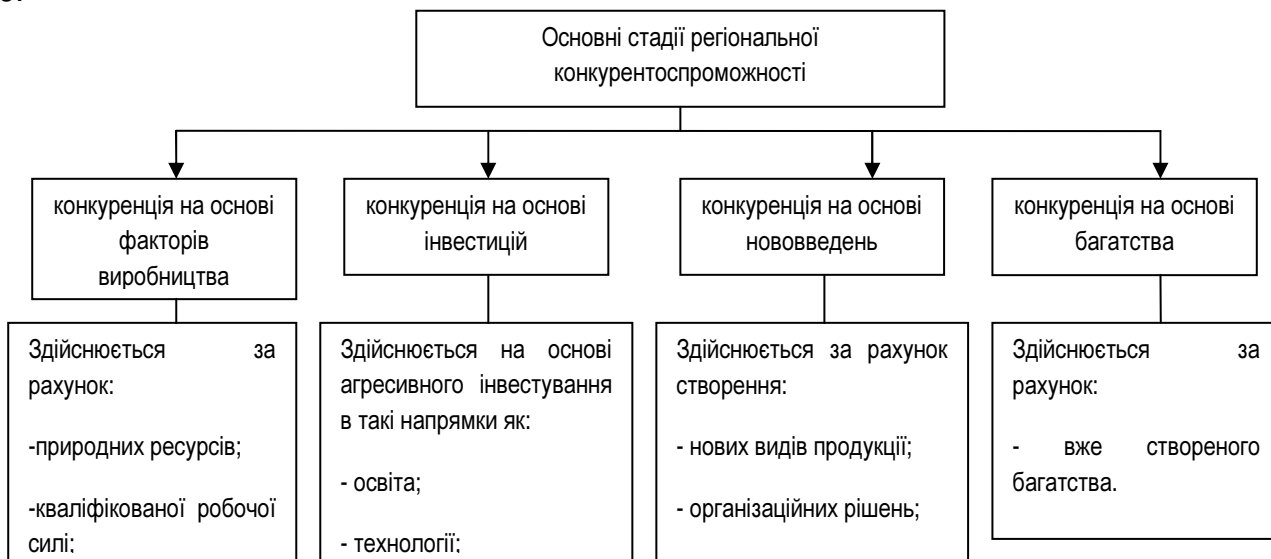 Основні стадії регіональної
конкурентоспроможності
конкуренція на основі
факторів
виробництва
конкуренція на основі
інвестицій
конкуренція на основі
нововведень
конкуренція на основі
багатства
Здійснюється за
рахунок:
-природних ресурсів;
-кваліфікованої робочої
силі;
Здійснюється на основі
агресивного інвестування
в такі напрямки як:
- освіта;
- технології;
Здійснюється за рахунок
створення:
- нових видів продукції;
- організаційних рішень;
Здійснюється за
рахунок:
- вже створеного
багатства.